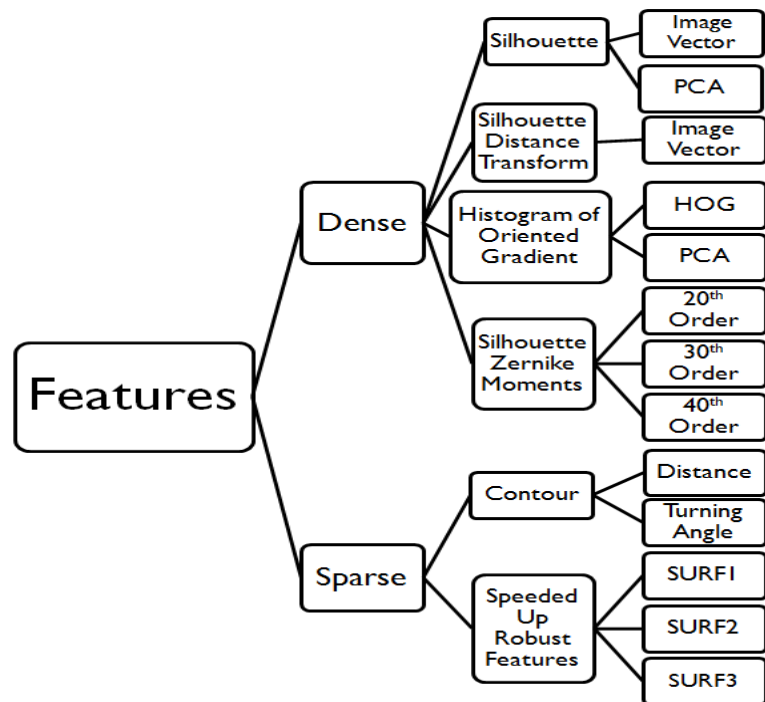 Features
Dense
Silhouette
Image
Vector
PCA
Silhouette
Distance
Transform
Image
Vector
Histogram of
Oriented
Gradient
HOG
PCA
Silhouette
Zernike
Moments
20th
Order
30th
Order
40th
Order
Sparse
Contour
Distance
Turning
Angle
Speeded
Up
Robust
Features
SURF1
SURF2
SURF3